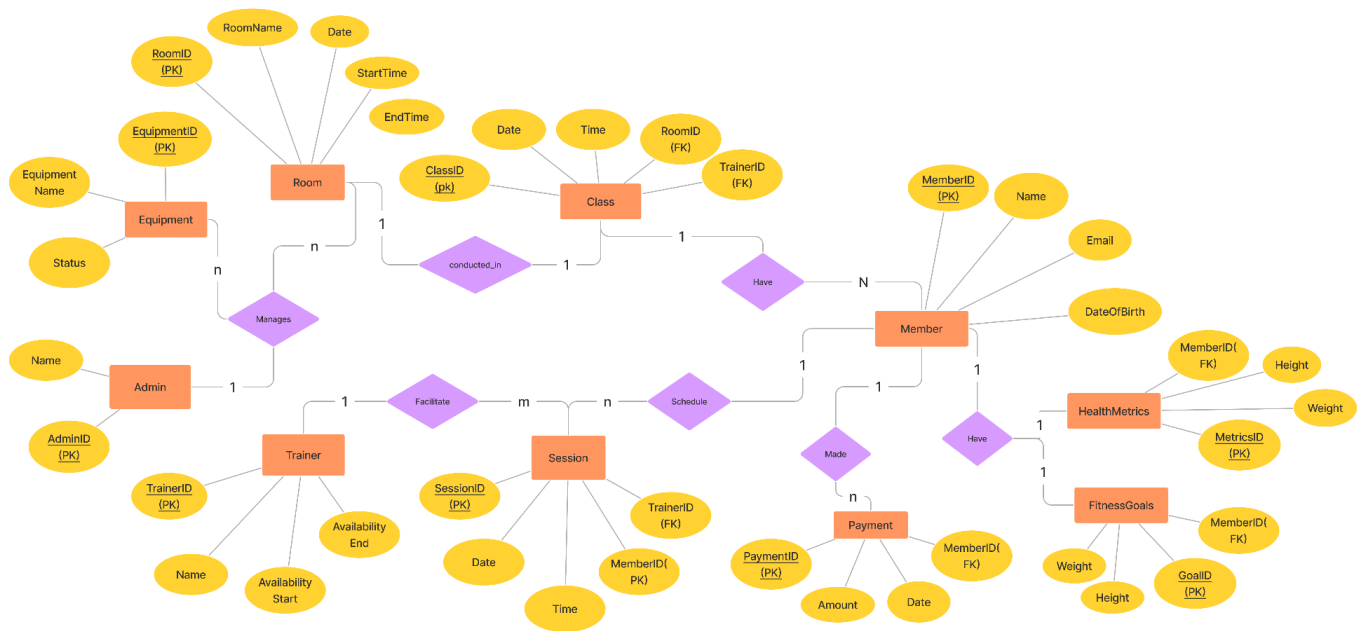 RoomName
Date
RoomID
(PK)
StartTime
EndTime
EquipmentID
(PK)
Equipment
Name
Room
Equipment
Status
n
n
1
Manages
Name
Admin
1
AdminID
(PK)
Date
Time
RoomID
(FK)
ClassID
(pk)
TrainerID
(FK)
Class
conducted_in
1
1
Have
N
MemberID
(PK)
Name
Email
DateOfBirth
Member
1
Facilitate
m
n
Schedule
1
1
1
Trainer
TrainerID
(PK)
Name
Availability
Start
Availability
End
Session
SessionID
(PK)
Date
Time
MemberID(
PK)
TrainerID
(FK)
Made
n
Payment
PaymentID
(PK)
Amount
Date
MemberID(
FK)
Have
1
1
MemberID(
FK)
Height
Weight
HealthMetrics
MetricsID
(PK)
FitnessGoals
MemberID(
FK)
Weight
Height
GoalID
(PK)